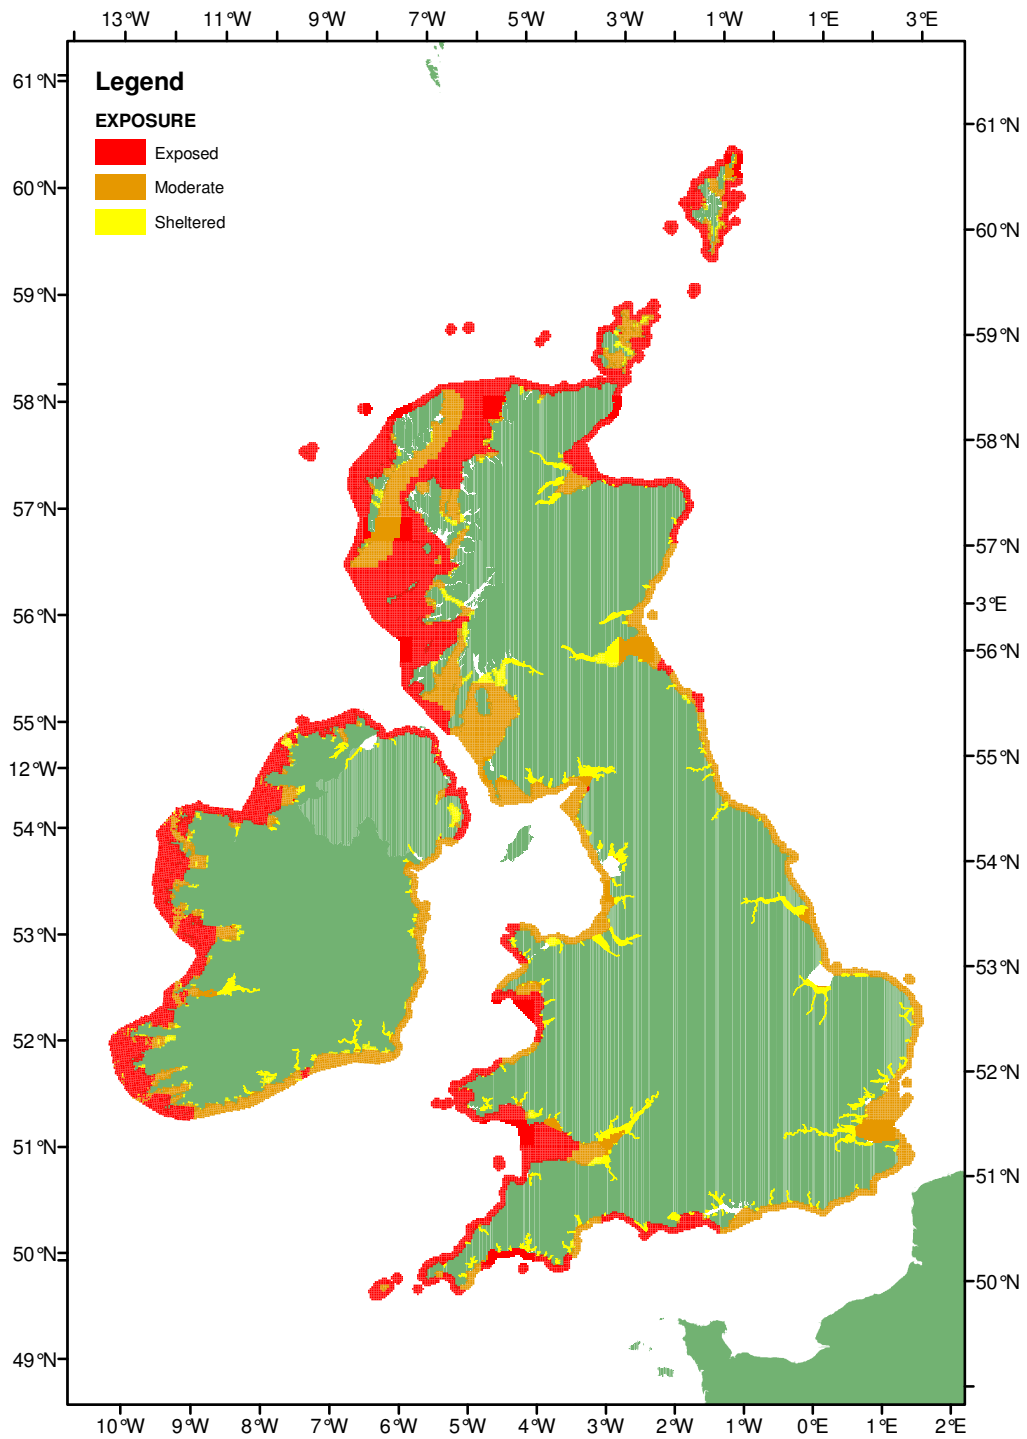 13°W 11°W 9°W 7°W 5°W 3°W 1°W 1°E 3°E
Legend
EXPOSURE
Exposed
Moderate
Sheltered
61°N
60°N
59°N
58°N
57°N
56°N
55°N
12°W
54°N
53°N
52°N
51°N
50°N
49°N
61°N
60°N
59°N
58°N
57°N
3°E
56°N
55°N
54°N
53°N
52°N
51°N
50°N
10°W 9°W 8°W 7°W 6°W 5°W 4°W 3°W 2°W 1°W 0°E 1°E 2°E